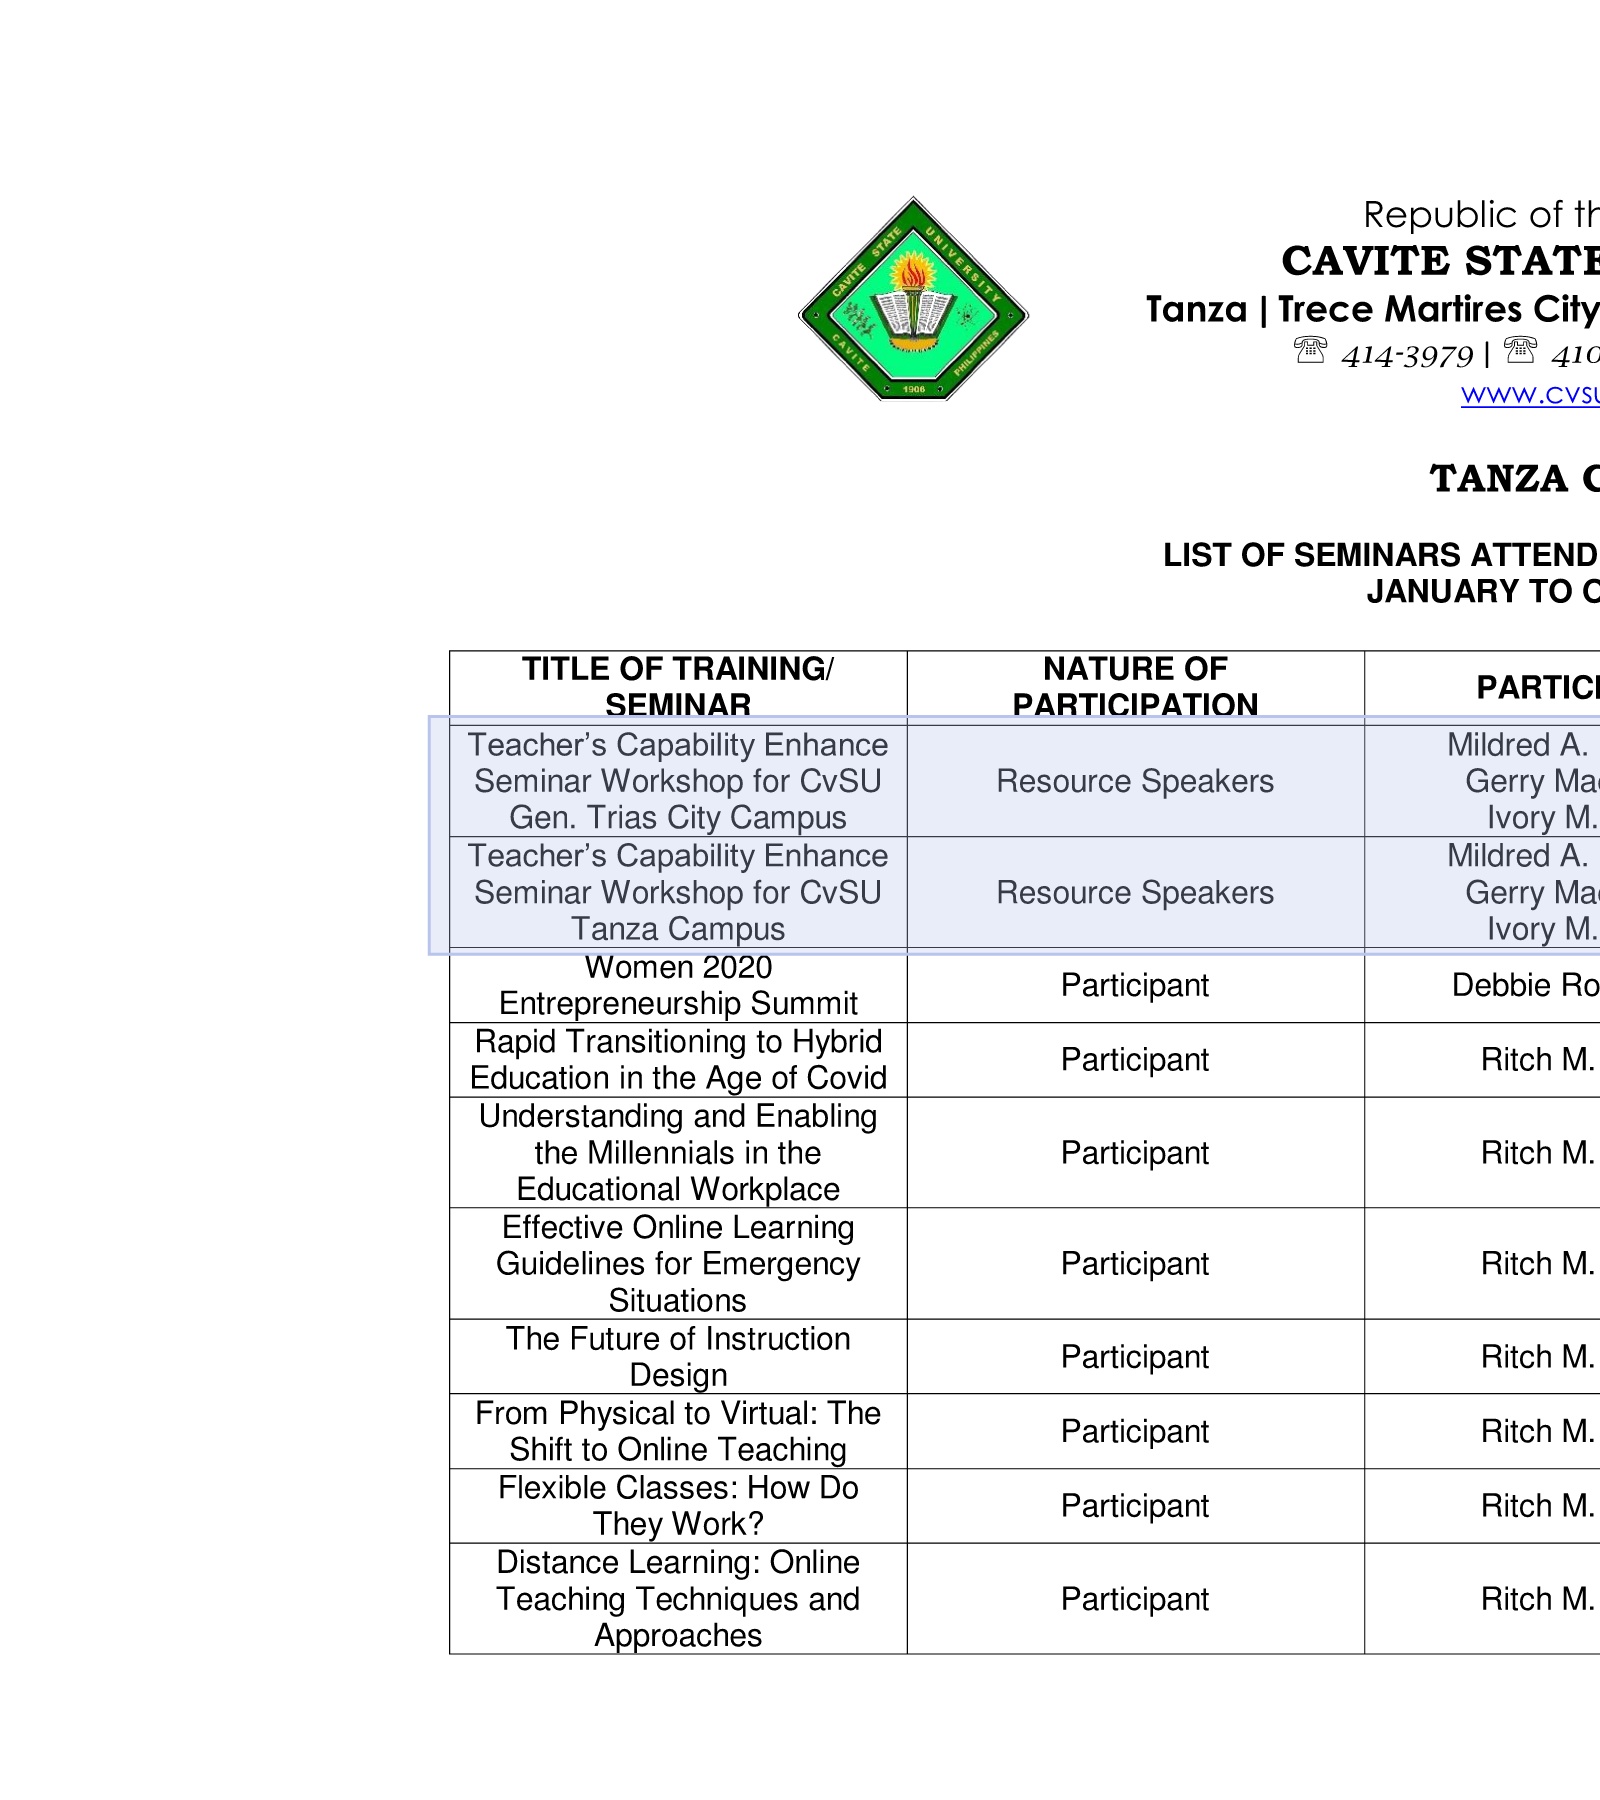 CAVITE STATE UNIVERSITY
CAVITE PHILIPPINES
1906
Republic of th
CAVITE STATE
Tanza | Trece Martires City
☏ 414-3979 | ☏ 410
www.cvsu
TANZA C
LIST OF SEMINARS ATTEND
JANUARY TO O
TITLE OF TRAINING/
SEMINAR
NATURE OF
PARTICIPATION
PARTICI
Teacher’s Capability Enhance
Seminar Workshop for CvSU
Gen. Trias City Campus
Resource Speakers
Mildred A.
Gerry Mae
Ivory M.
Teacher’s Capability Enhance
Seminar Workshop for CvSU
Tanza Campus
Resource Speakers
Mildred A.
Gerry Mae
Ivory M.
Women 2020
Entrepreneurship Summit
Participant
Debbie Ro
Rapid Transitioning to Hybrid
Education in the Age of Covid
Participant
Ritch M.
Understanding and Enabling
the Millennials in the
Educational Workplace
Participant
Ritch M.
Effective Online Learning
Guidelines for Emergency
Situations
Participant
Ritch M.
The Future of Instruction
Design
Participant
Ritch M.
From Physical to Virtual: The
Shift to Online Teaching
Participant
Ritch M.
Flexible Classes: How Do
They Work?
Participant
Ritch M.
Distance Learning: Online
Teaching Techniques and
Approaches
Participant
Ritch M.